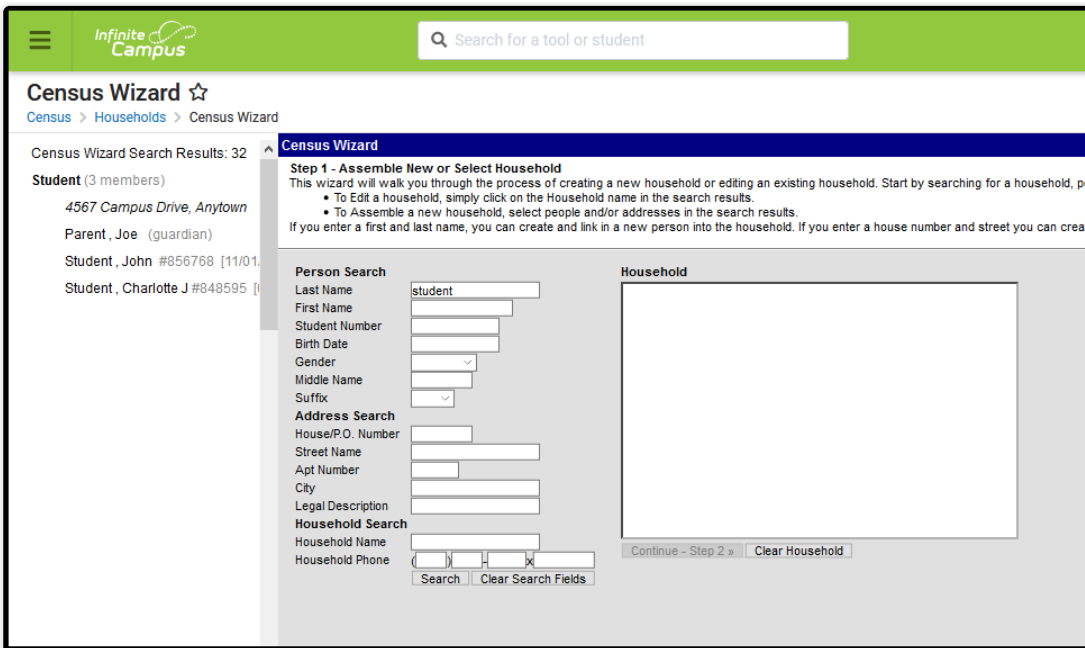 Infinite
Campus
Search for a tool or student
Census Wizard
Census > Households > Census Wizard
Census Wizard Search Results: 32
Student (3 members)
4567 Campus Drive, Anytown
Parent , Joe (guardian)
Student , John #856768 [11/01.
Student , Charlotte J #848595 [
Census Wizard
Step 1 - Assemble New or Select Household
This wizard will walk you through the process of creating a new household or editing an existing household. Start by searching for a household, p
• To Edit a household, simply click on the Household name in the search results.
• To Assemble a new household, select people and/or addresses in the search results.
If you enter a first and last name, you can create and link in a new person into the household. If you enter a house number and street you can crea
Person Search
Last Name student
First Name
Student Number
Birth Date
Gender
Middle Name
Suffix
Address Search
House/P.O. Number
Street Name
Apt Number
City
Legal Description
Household Search
Household Name
Household Phone ( ) - x
Search Clear Search Fields
Household
Continue - Step 2 » Clear Household